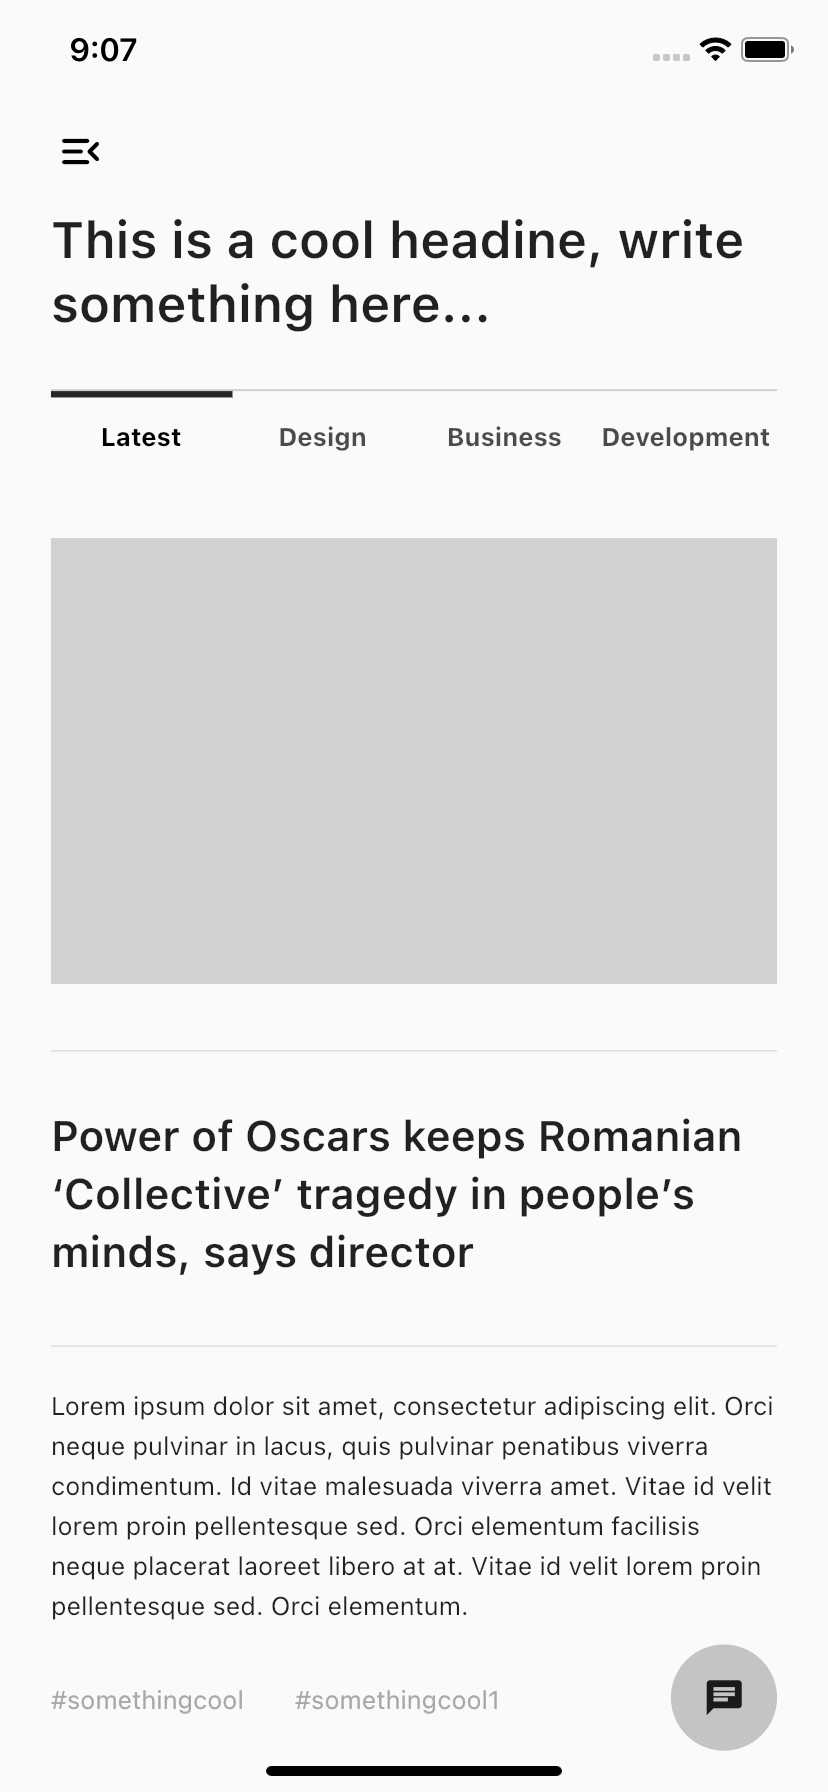 9:07
This is a cool headine, write
something here...
Latest Design Business Development
Power of Oscars keeps Romanian
‘Collective’ tragedy in people’s
minds, says director
Lorem ipsum dolor sit amet, consectetur adipiscing elit. Orci
neque pulvinar in lacus, quis pulvinar penatibus viverra
condimentum. Id vitae malesuada viverra amet. Vitae id velit
lorem proin pellentesque sed. Orci elementum facilisis
neque placerat laoreet libero at at. Vitae id velit lorem proin
pellentesque sed. Orci elementum.
#somethingcool #somethingcool1